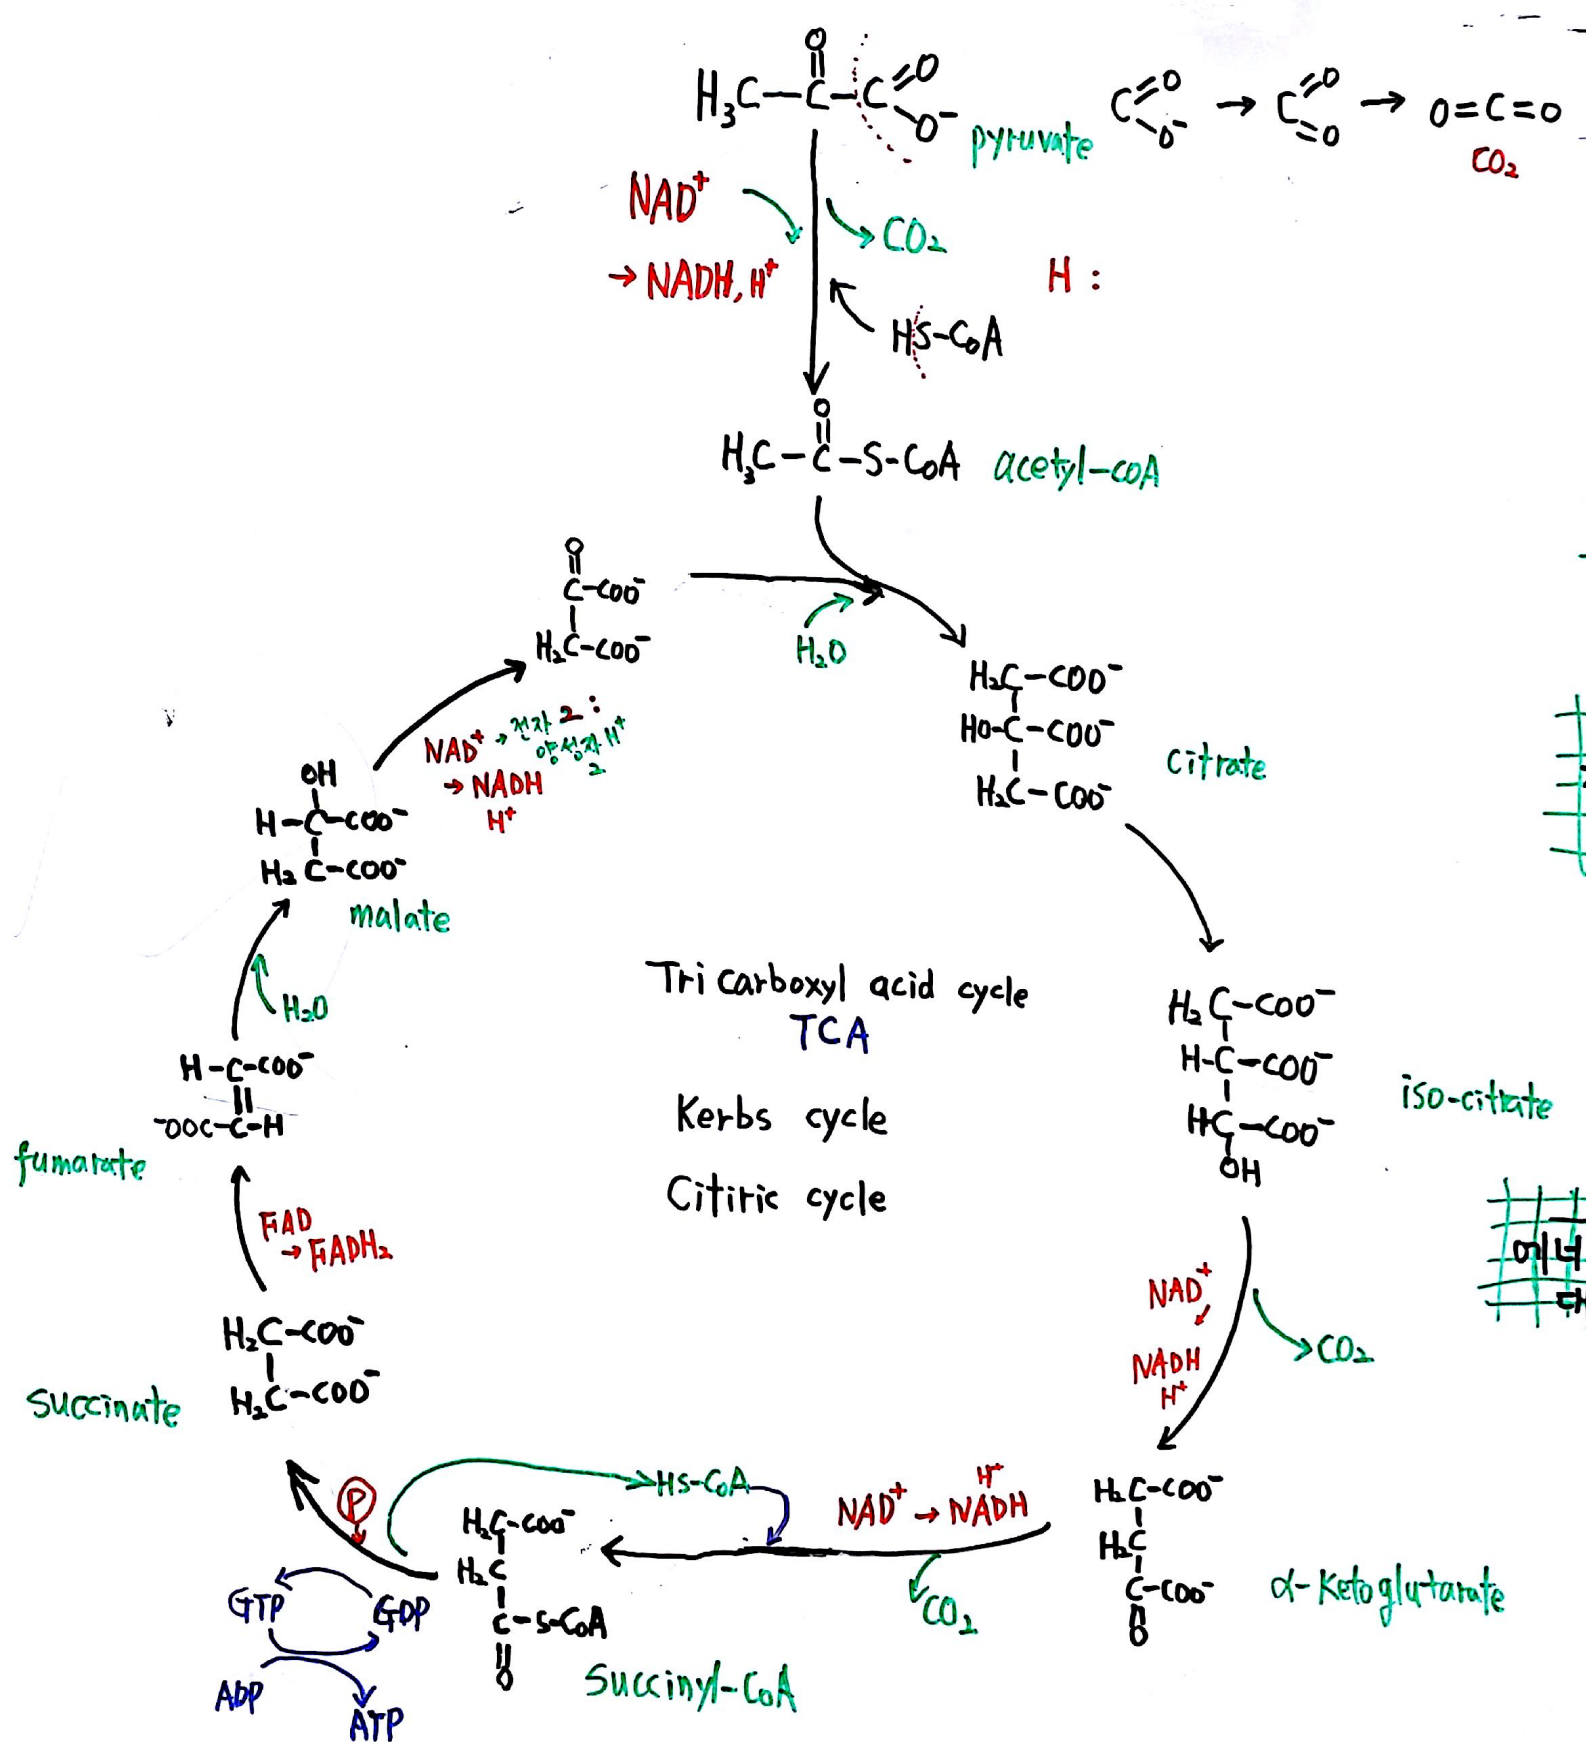 O
H₃C-C-C=O
O⁻
pyruvate
C=O O⁻ → C=O =O → O=C=O
CO₂
NAD⁺
CO₂
→ NADH, H⁺
H :
HS-CoA
O
H₃C-C-S-CoA acetyl-coA
O
C-COO⁻
H₂C-COO⁻
H₂O
H₂C-COO⁻
HO-C-COO⁻
H₂C-COO⁻
citrate
NAD⁺ → 전자 2 :
양성자 H⁺
2
→ NADH
H⁺
OH
H-C-COO⁻
H₂C-COO⁻
malate
H₂O
Tri carboxyl acid cycle
TCA
Kerbs cycle
Citiric cycle
H₂C-COO⁻
H-C-COO⁻
HC-COO⁻
OH
iso-citrate
H-C-COO⁻
⁻OOC-C-H
fumarate
FAD
→ FADH₂
NAD⁺
NADH
H⁺
CO₂
H₂C-COO⁻
H₂C-COO⁻
succinate
HS-CoA
H⁺
NAD⁺ → NADH
CO₂
H₂C-COO⁻
H₂C
C-COO⁻
O
α-Ketoglutarate
P
H₂C-COO⁻
H₂C
C-S-CoA
O
Succinyl-CoA
GTP GDP
ADP
ATP